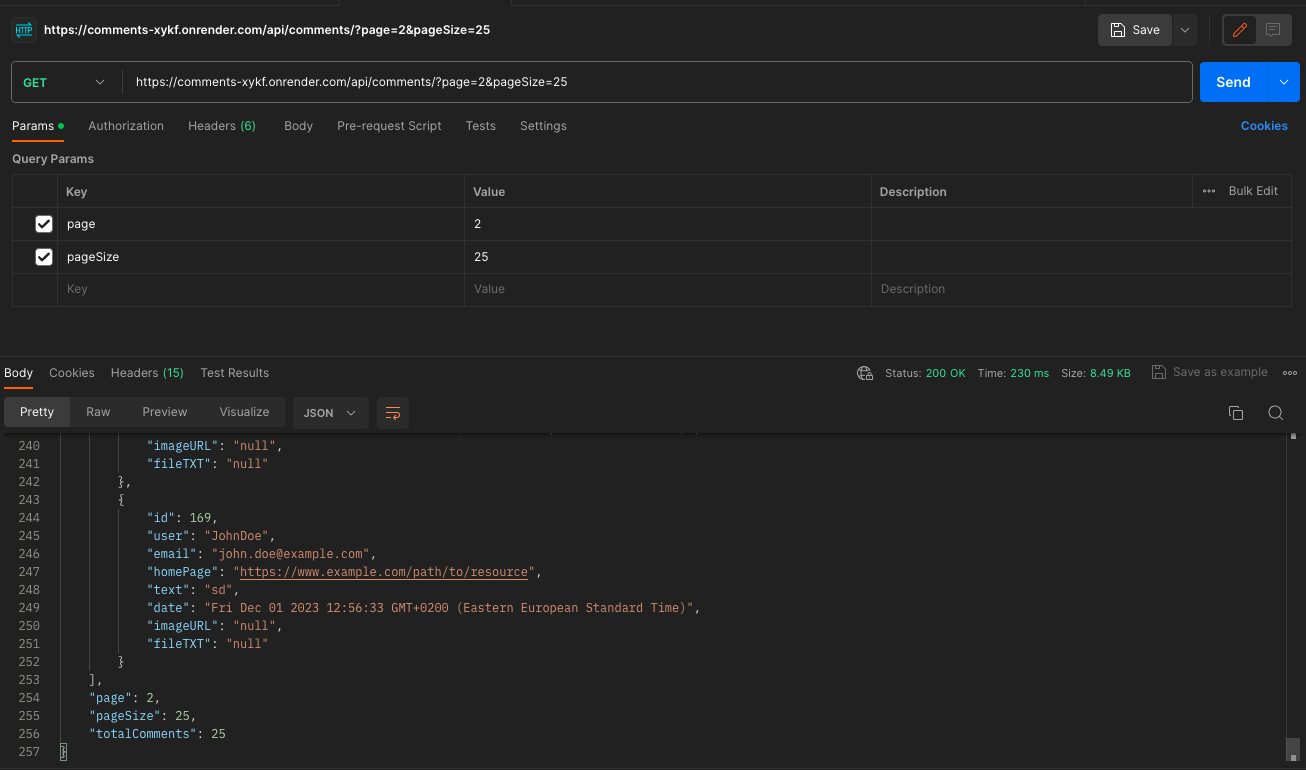 HTTP https://comments-xykf.onrender.com/api/comments/?page=2&pageSize=25 Save
GET https://comments-xykf.onrender.com/api/comments/?page=2&pageSize=25 Send
Params Authorization Headers (6) Body Pre-request Script Tests Settings Cookies
Query Params
Key Value Description Bulk Edit
page 2
pageSize 25
Key Value Description
Body Cookies Headers (15) Test Results Status: 200 OK Time: 230 ms Size: 8.49 KB Save as example
Pretty Raw Preview Visualize JSON
240 "imageURL": "null",
241 "fileTXT": "null"
242 },
243 {
244 "id": 169,
245 "user": "JohnDoe",
246 "email": "john.doe@example.com",
247 "homePage": "https://www.example.com/path/to/resource",
248 "text": "sd",
249 "date": "Fri Dec 01 2023 12:56:33 GMT+0200 (Eastern European Standard Time)",
250 "imageURL": "null",
251 "fileTXT": "null"
252 }
253 ],
254 "page": 2,
255 "pageSize": 25,
256 "totalComments": 25
257 }